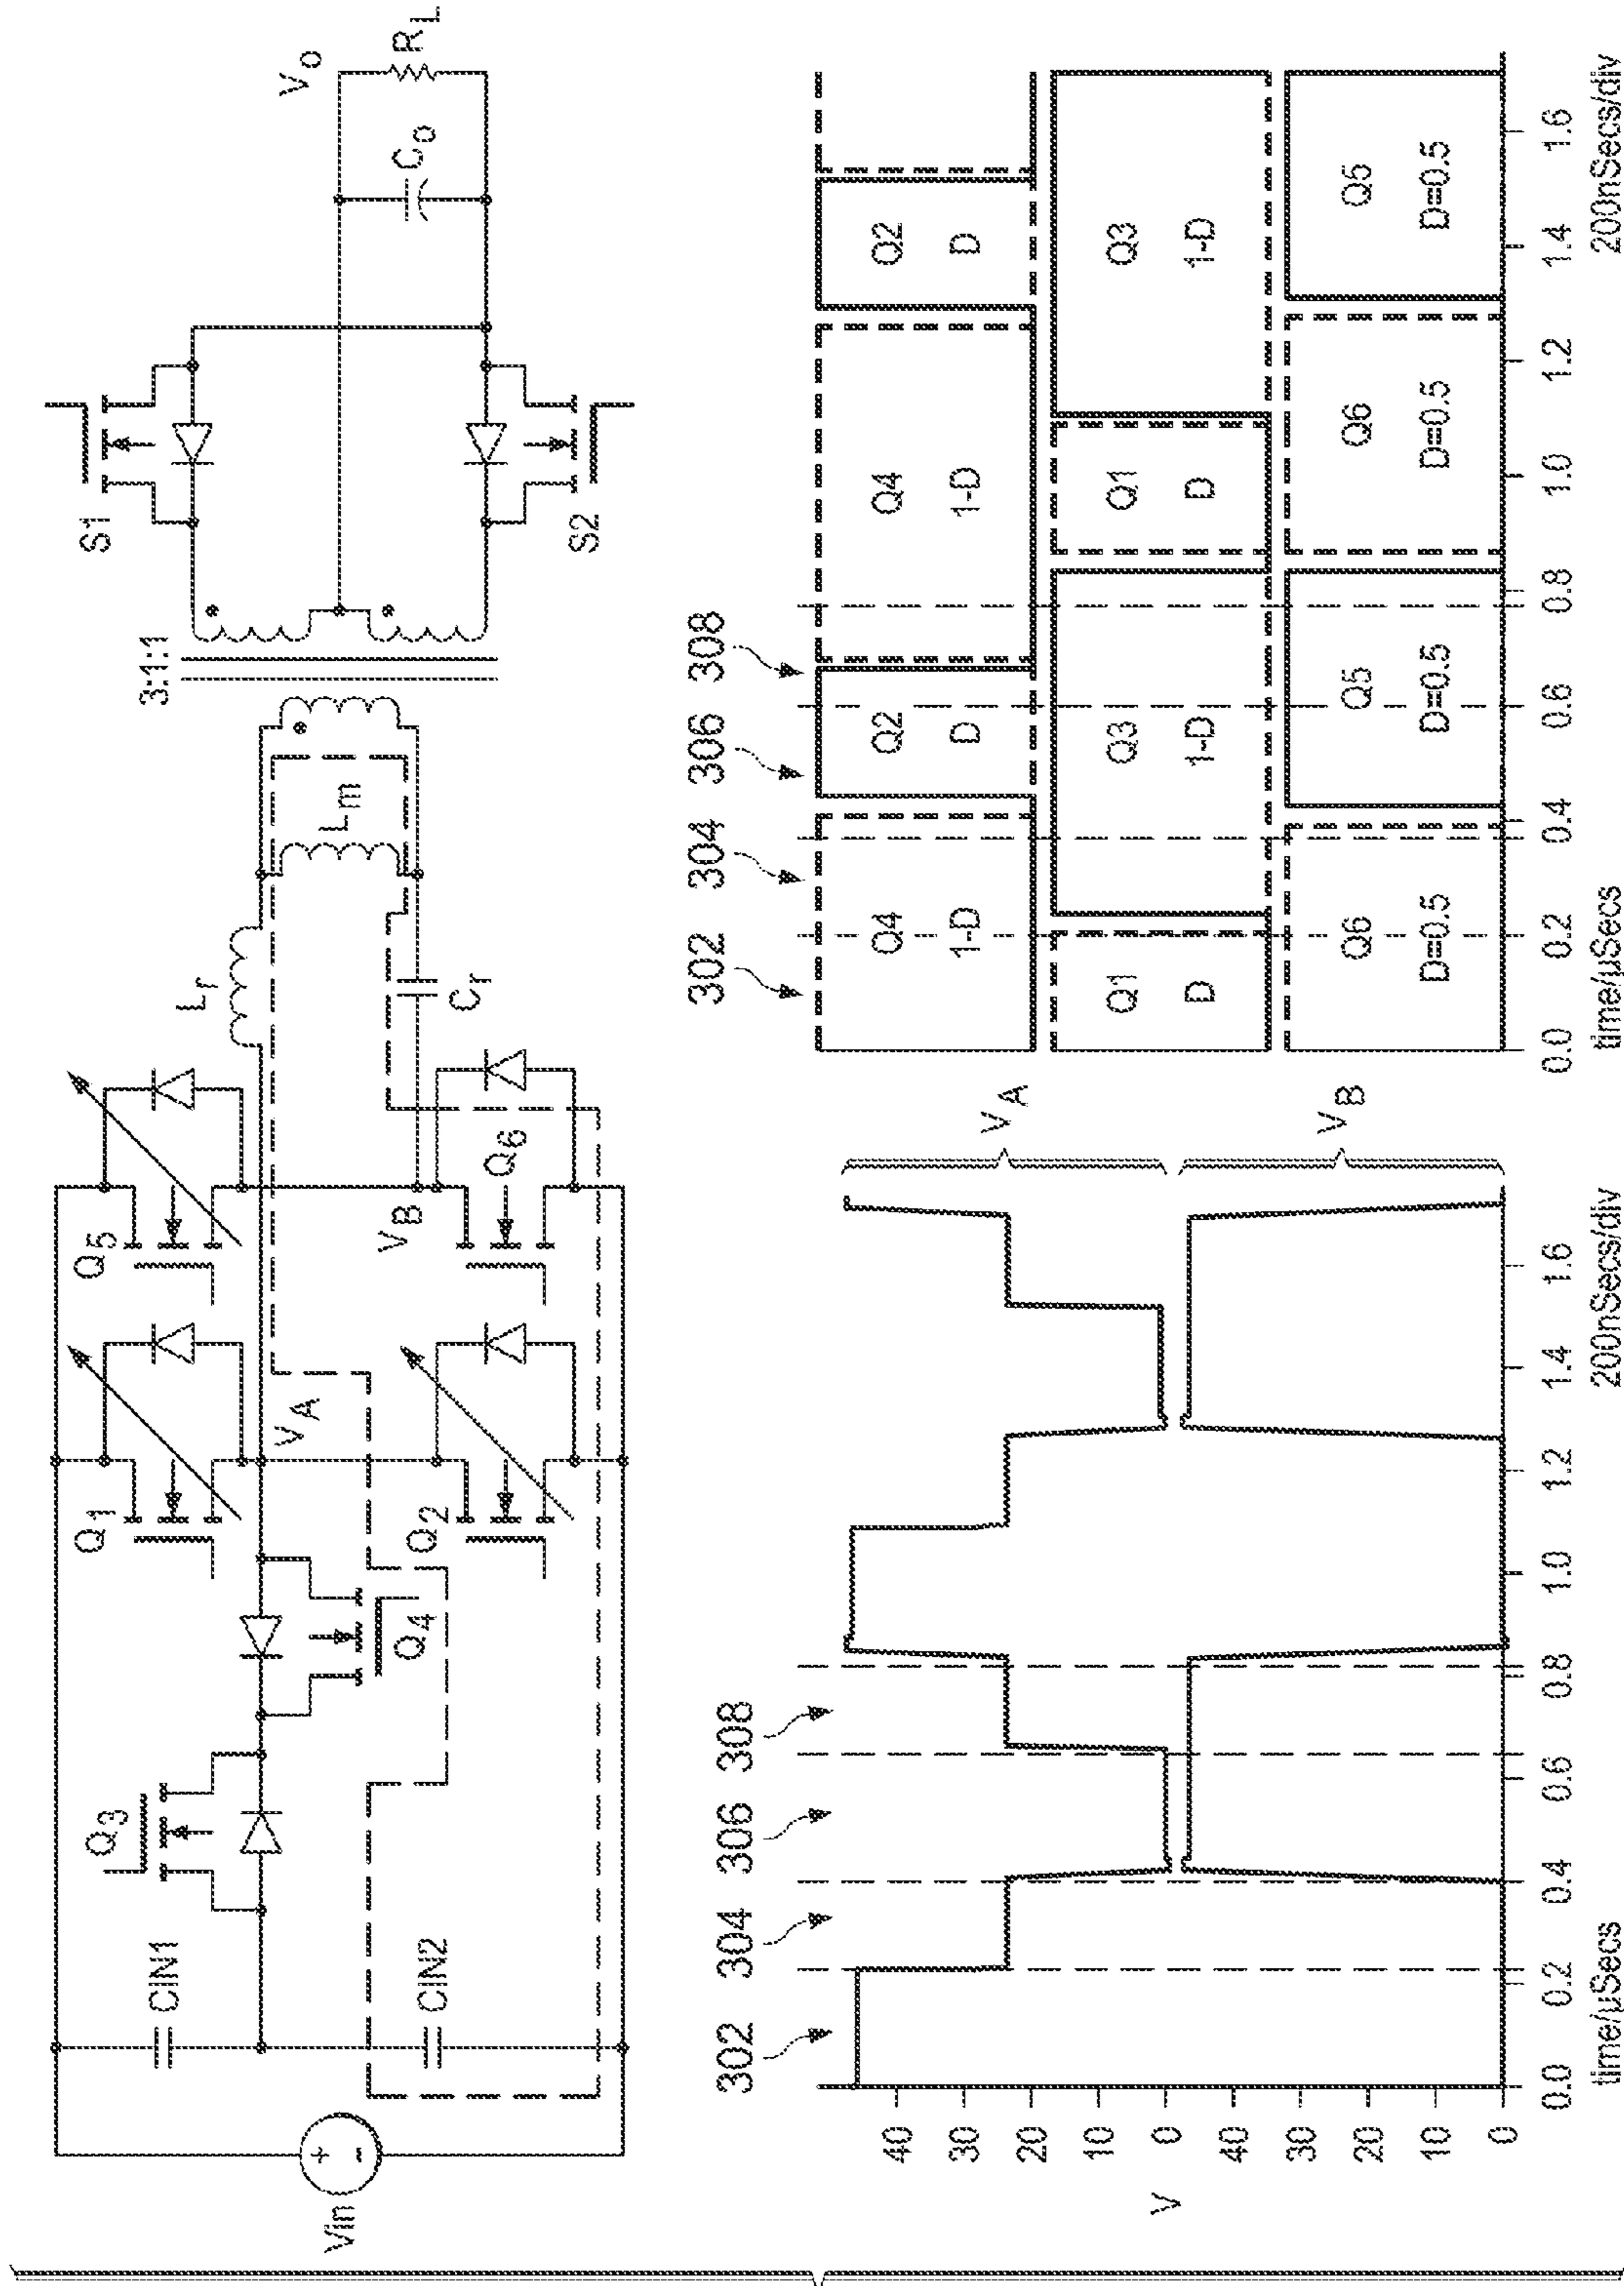 Vin
CIN1
CIN2
Q3
Q4
Q1
Q2
VA
Q5
Q6
VB
Lr
Cr
Lm
3:1:1
S1
S2
Co
Vo
RL
302
304
306
308
V
40
30
20
10
0
40
30
20
10
0
VA
VB
0.0 0.2 0.4 0.6 0.8 1.0 1.2 1.4 1.6
time/µSecs
200nSecs/div
302
304
306
308
Q4
1-D
Q2
D
Q4
1-D
Q2
D
Q1
D
Q3
1-D
Q1
D
Q3
1-D
Q6
D=0.5
Q5
D=0.5
Q6
D=0.5
Q5
D=0.5
0.0 0.2 0.4 0.6 0.8 1.0 1.2 1.4 1.6
time/µSecs
200nSecs/div